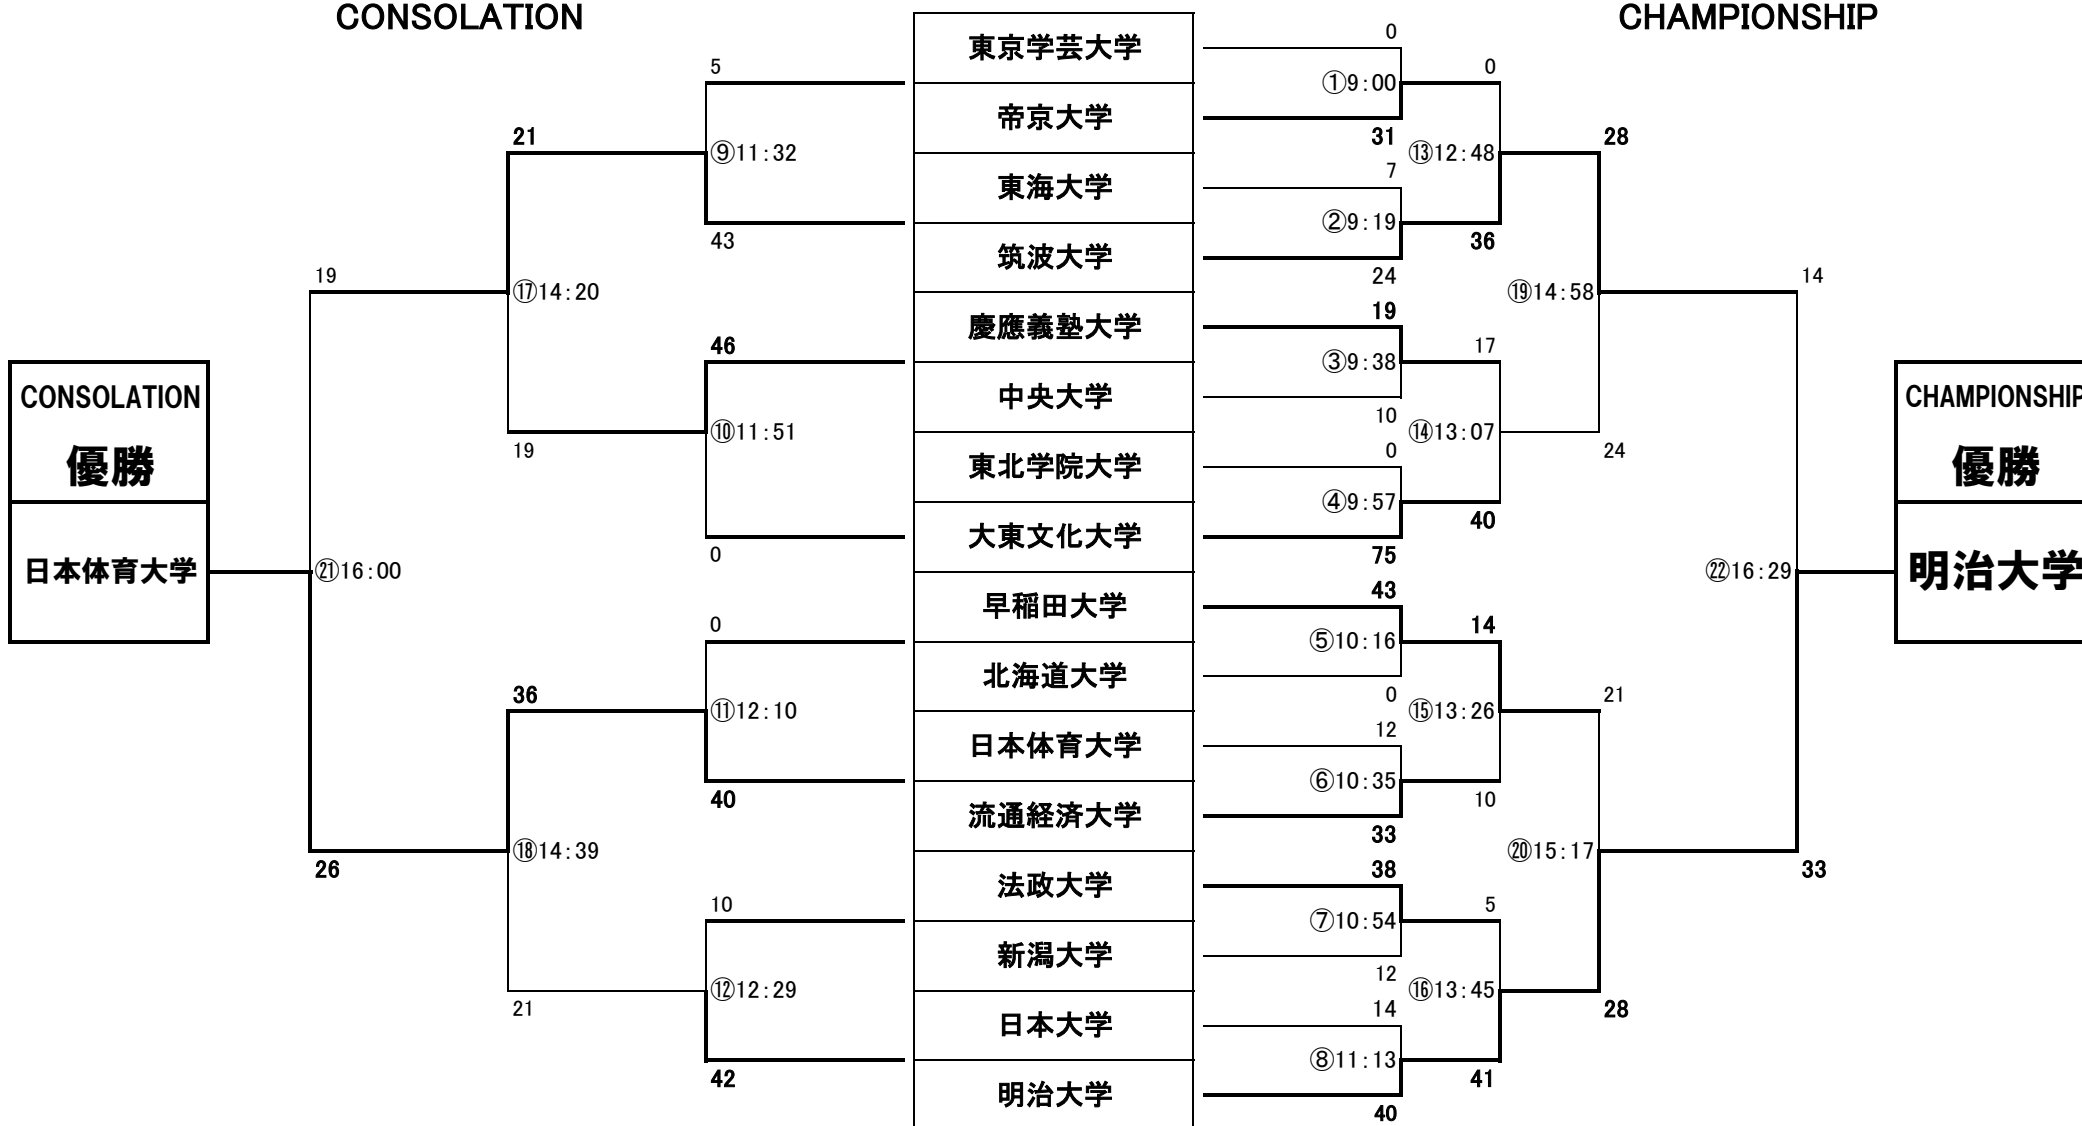 CONSOLATION CHAMPIONSHIP
東京学芸大学 0
5 ①9:00 0
帝京大学
21 31 28
⑨11:32 ⑬12:48
7
東海大学
②9:19
43 36
筑波大学
19 24 14
⑰14:20 ⑲14:58
19
慶應義塾大学
46 17
③9:38
CONSOLATION 中央大学 CHAMPIONSHIP
10
⑩11:51 ⑭13:07
19 0 24
優勝 東北学院大学 優勝
④9:57
40
大東文化大学
0 75
日本体育大学 ㉑16:00 ㉒16:29 明治大学
43
早稲田大学
0 14
⑤10:16
北海道大学
36 0 21
⑪12:10 ⑮13:26
12
日本体育大学
⑥10:35
40 10
流通経済大学
33
⑱14:39 ⑳15:17
26 38 33
法政大学
10 5
⑦10:54
新潟大学
12
⑫12:29 ⑯13:45
21 14 28
日本大学
⑧11:13
42 41
明治大学
40